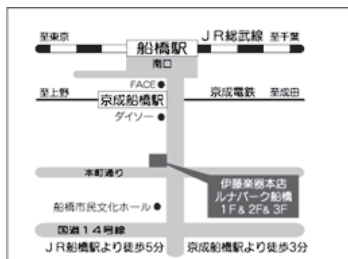 至東京
JR総武線 至千葉
船橋駅
南口
FACE●
至上野
京成電鉄 至成田
京成船橋駅
ダイソー●
本町通り
伊藤楽器本店
ルナパーク船橋
1F&2F&3F
船橋市民文化ホール●
国道14号線
JR船橋駅より徒歩5分 京成船橋駅より徒歩3分